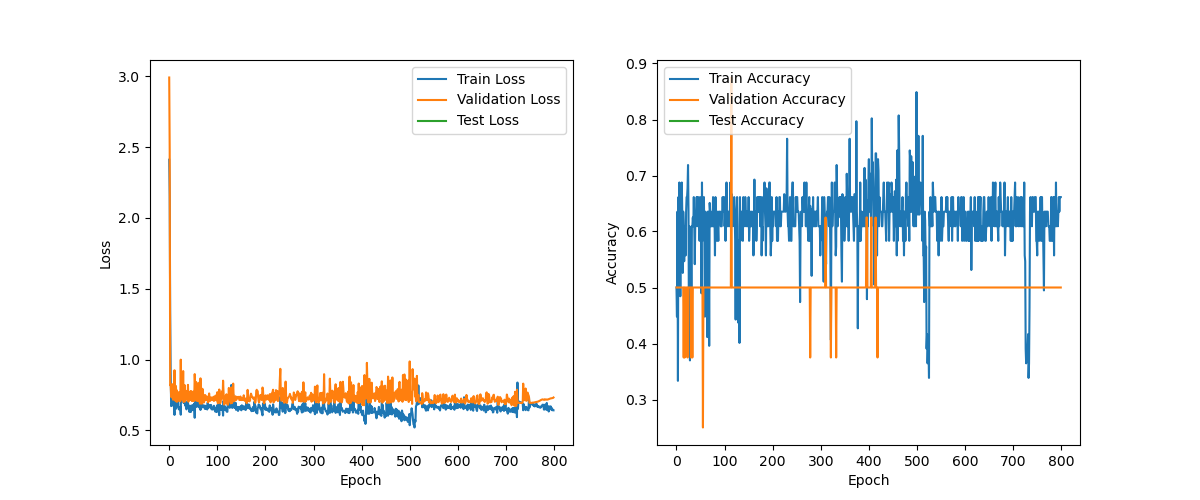 Train Loss
Validation Loss
Test Loss
3.0
2.5
2.0
1.5
1.0
0.5
Loss
0 100 200 300 400 500 600 700 800
Epoch
Train Accuracy
Validation Accuracy
Test Accuracy
0.9
0.8
0.7
0.6
0.5
0.4
0.3
Accuracy
0 100 200 300 400 500 600 700 800
Epoch